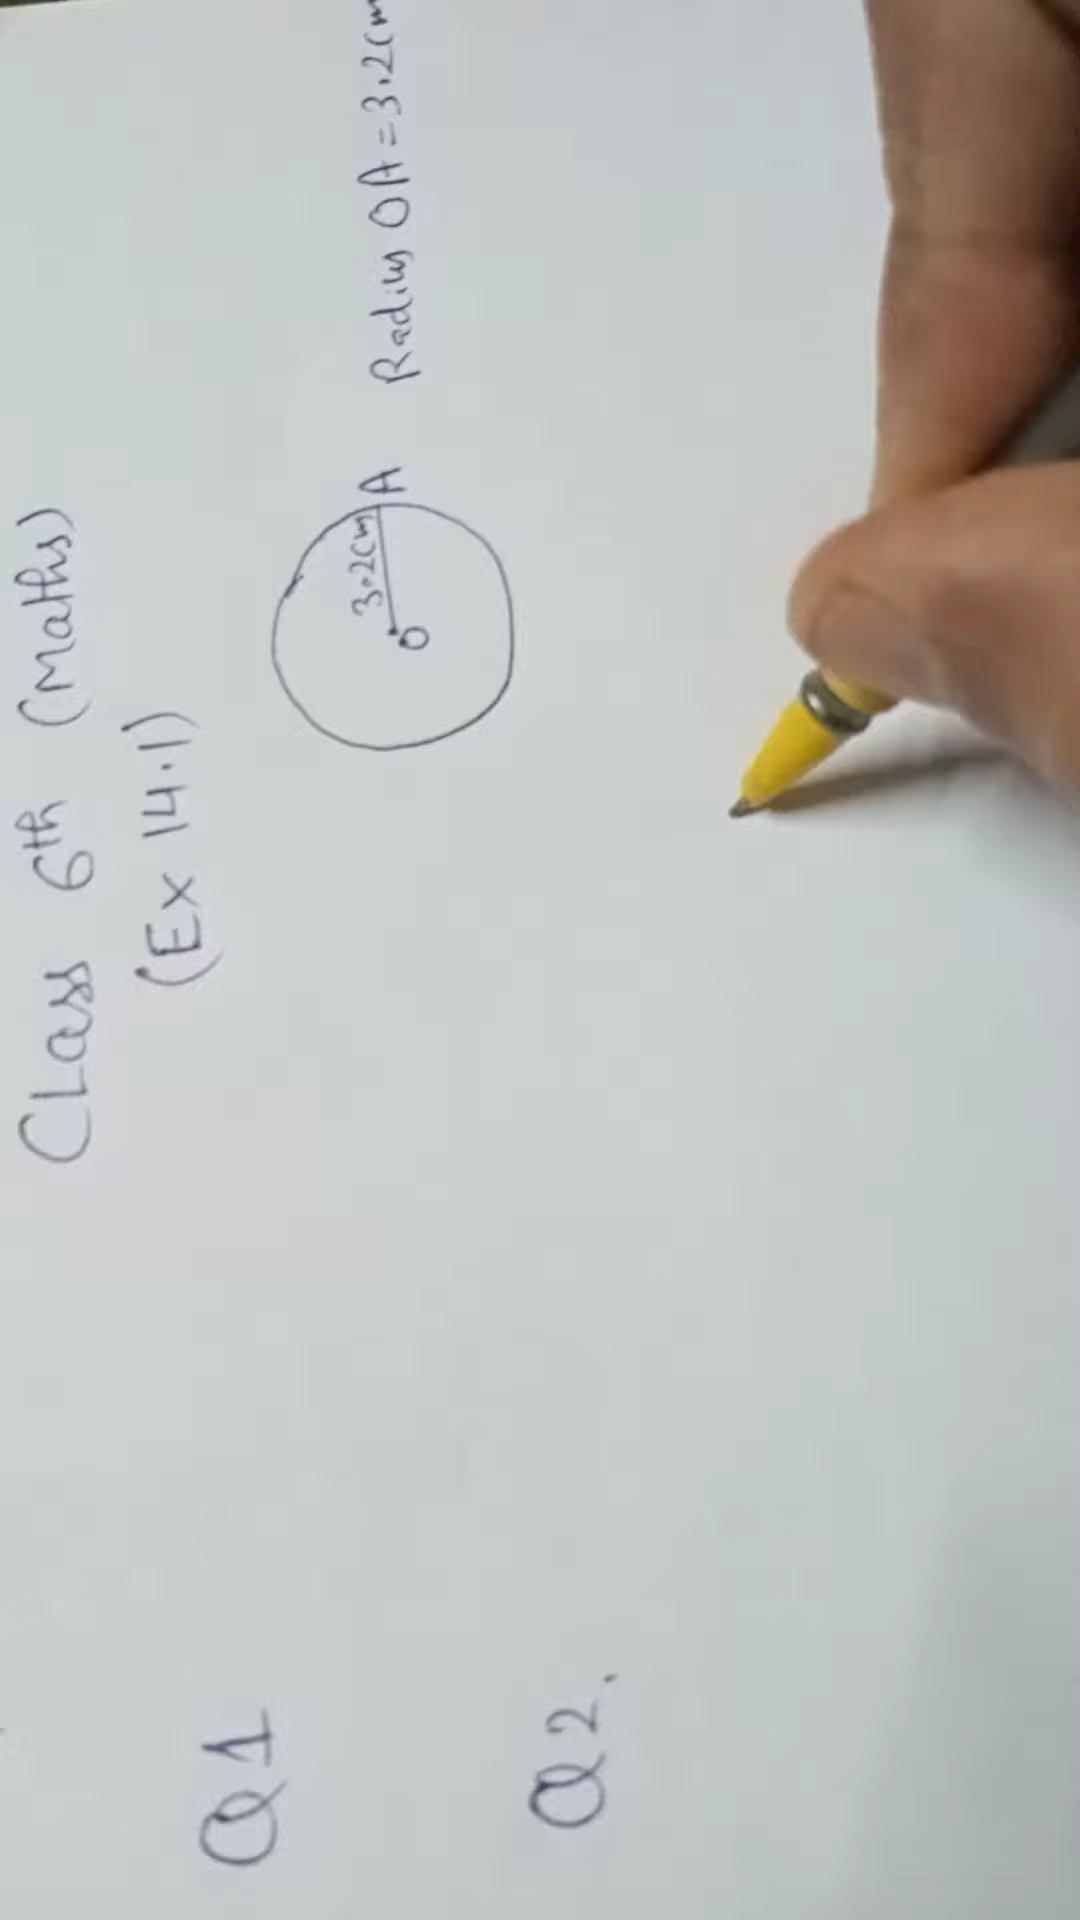 CLass 6th (Maths)
(Ex 14.1)
Q1
3.2Cm
A
O
Radius OA = 3.2Cm
Q2.